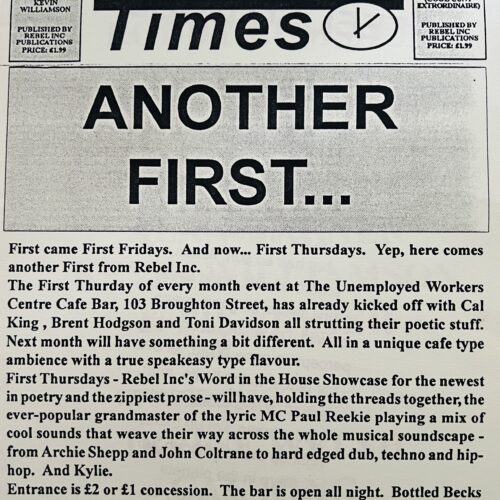 KEVIN
WILLIAMSON
PUBLISHED BY
REBEL INC
PUBLICATIONS
PRICE: £1.99
Times
EXTRORDINAIRE)
PUBLISHED BY
REBEL INC
PUBLICATIONS
PRICE: £1.99
ANOTHER
FIRST...
First came First Fridays. And now... First Thursdays. Yep, here comes
another First from Rebel Inc.
The First Thurday of every month event at The Unemployed Workers
Centre Cafe Bar, 103 Broughton Street, has already kicked off with Cal
King , Brent Hodgson and Toni Davidson all strutting their poetic stuff.
Next month will have something a bit different. All in a unique cafe type
ambience with a true speakeasy type flavour.
First Thursdays - Rebel Inc's Word in the House Showcase for the newest
in poetry and the zippiest prose - will have, holding the threads together, the
ever-popular grandmaster of the lyric MC Paul Reekie playing a mix of
cool sounds that weave their way across the whole musical soundscape -
from Archie Shepp and John Coltrane to hard edged dub, techno and hip-
hop. And Kylie.
Entrance is £2 or £1 concession. The bar is open all night. Bottled Becks